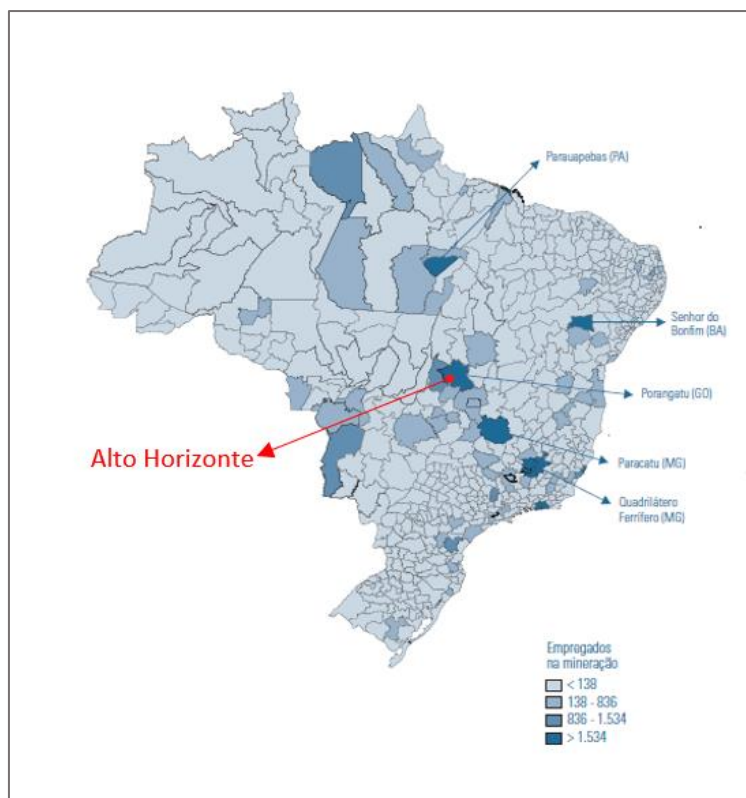 Parauapebas (PA)
Senhor do
Bonfim (BA)
Porangatu (GO)
Alto Horizonte
Paracatu (MG)
Quadrilátero
Ferrífero (MG)
Empregados
na mineração
< 138
138 - 836
836 - 1.534
> 1.534